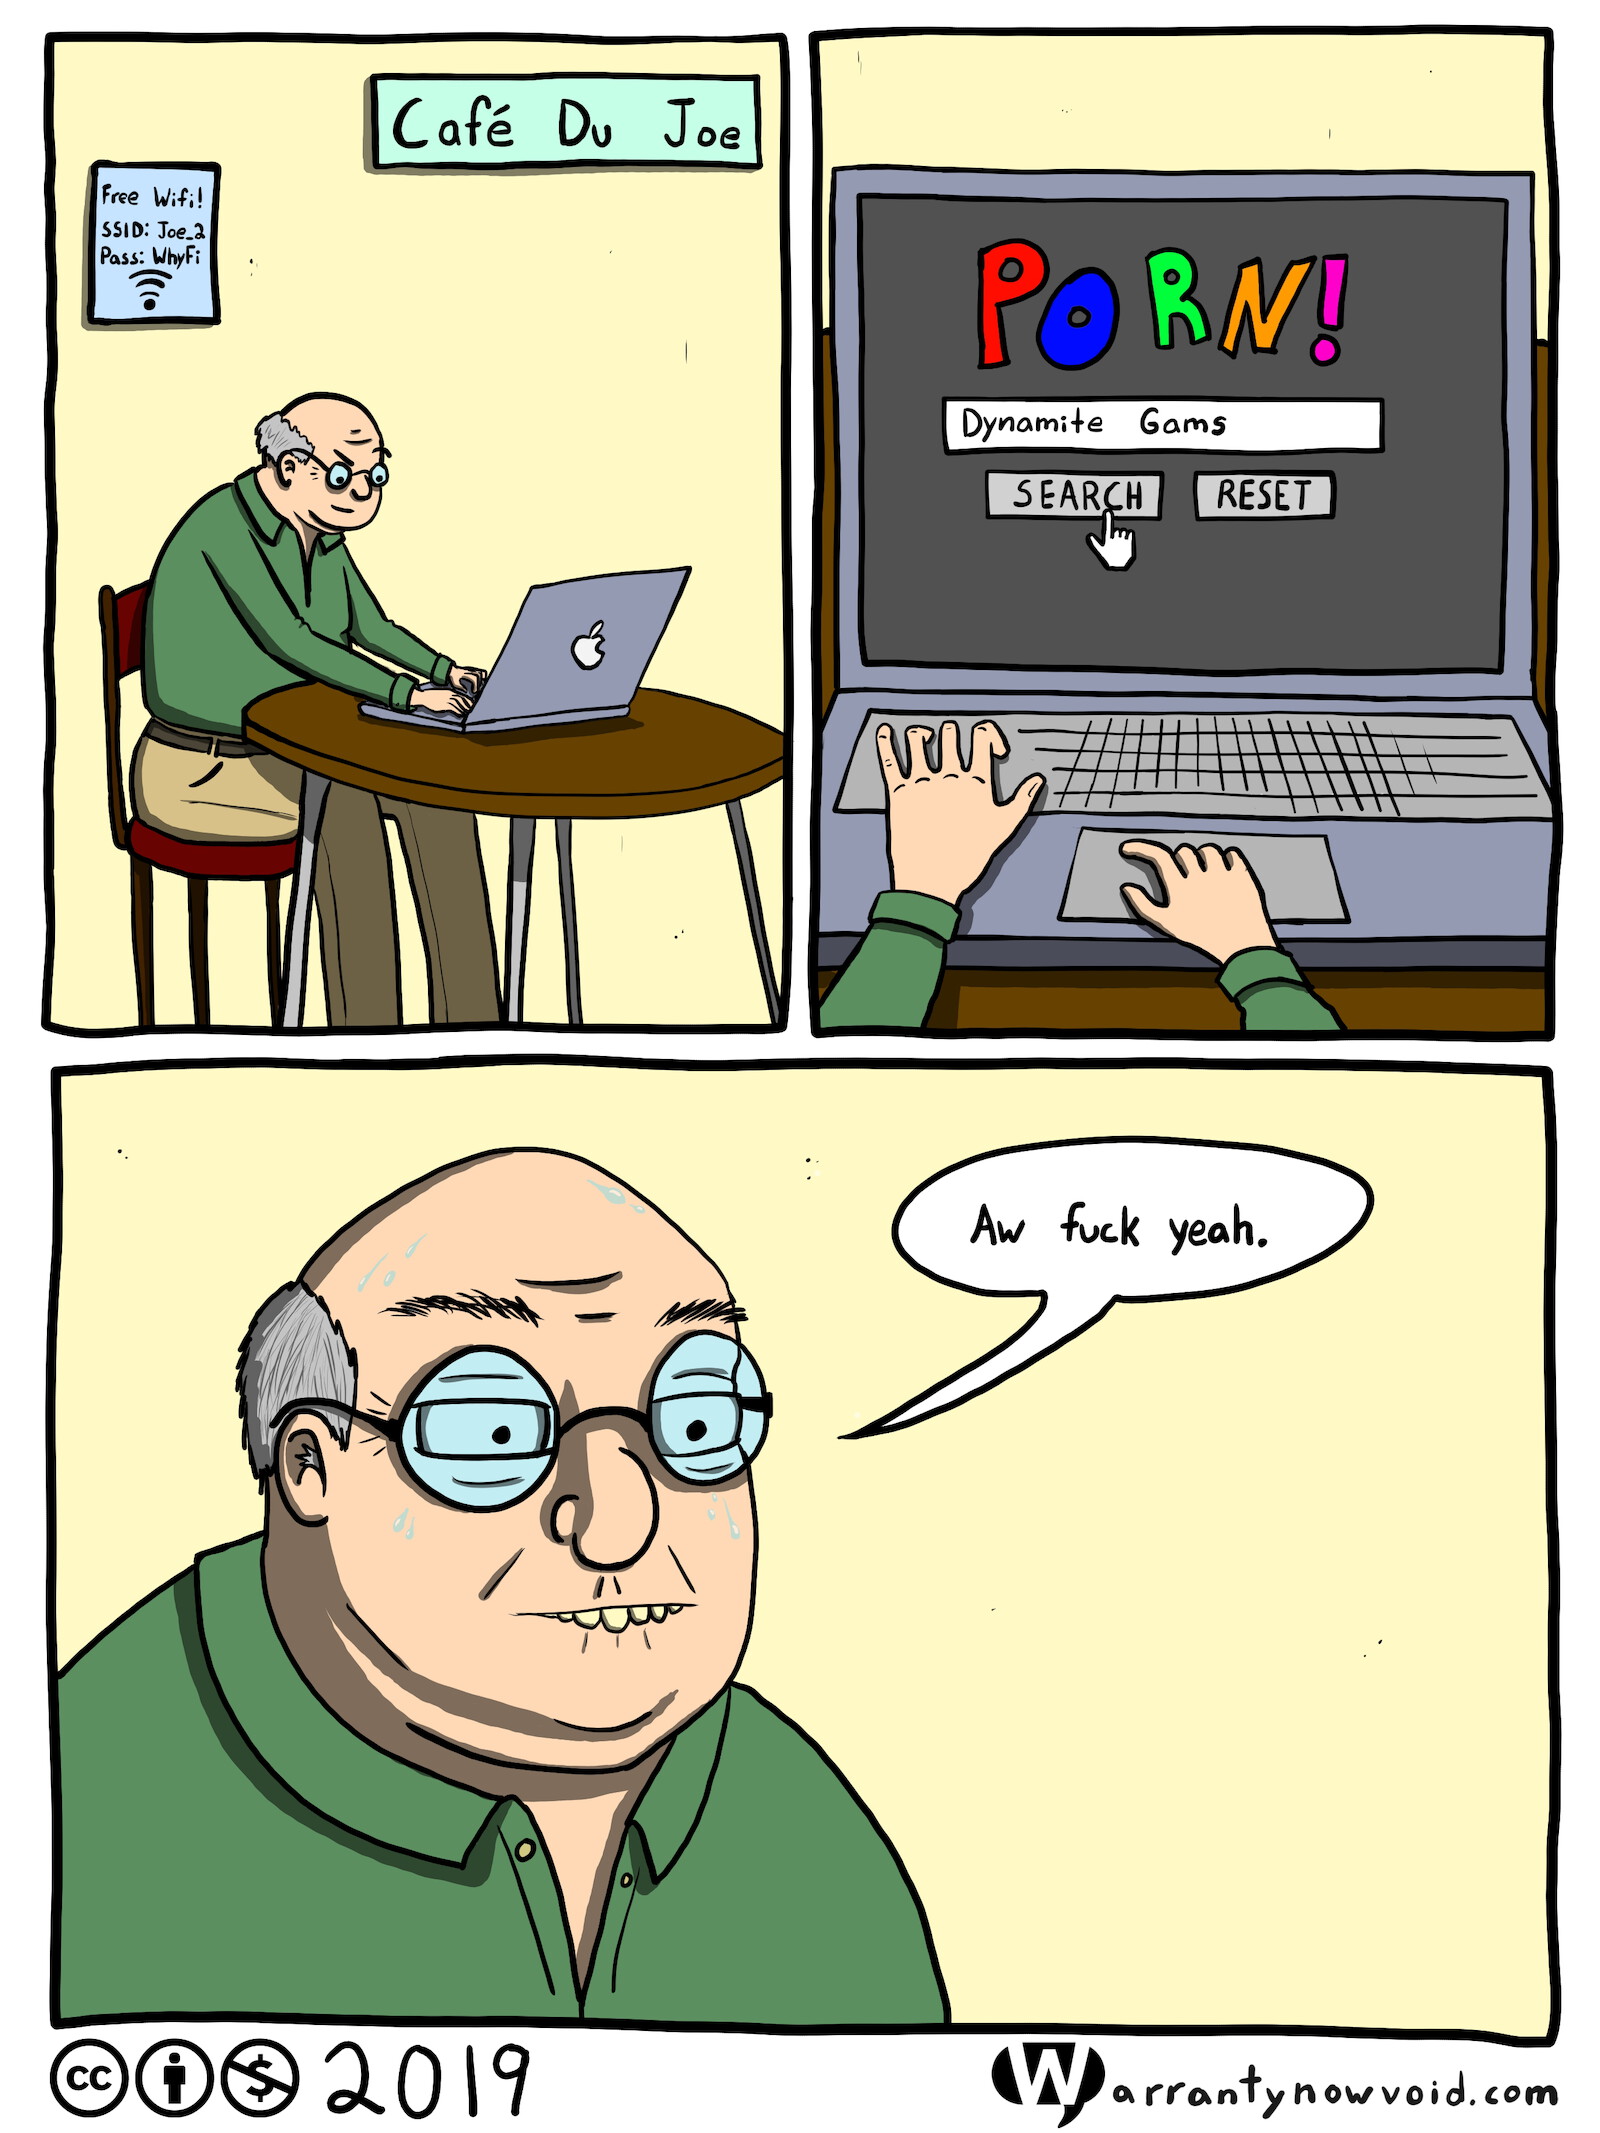 Café Du Joe
Free Wifi!
SSID: Joe_2
Pass: WhyFi
PORN!
Dynamite Gams
SEARCH
RESET
Aw fuck yeah.
cc
2019
Warrantynowvoid.com